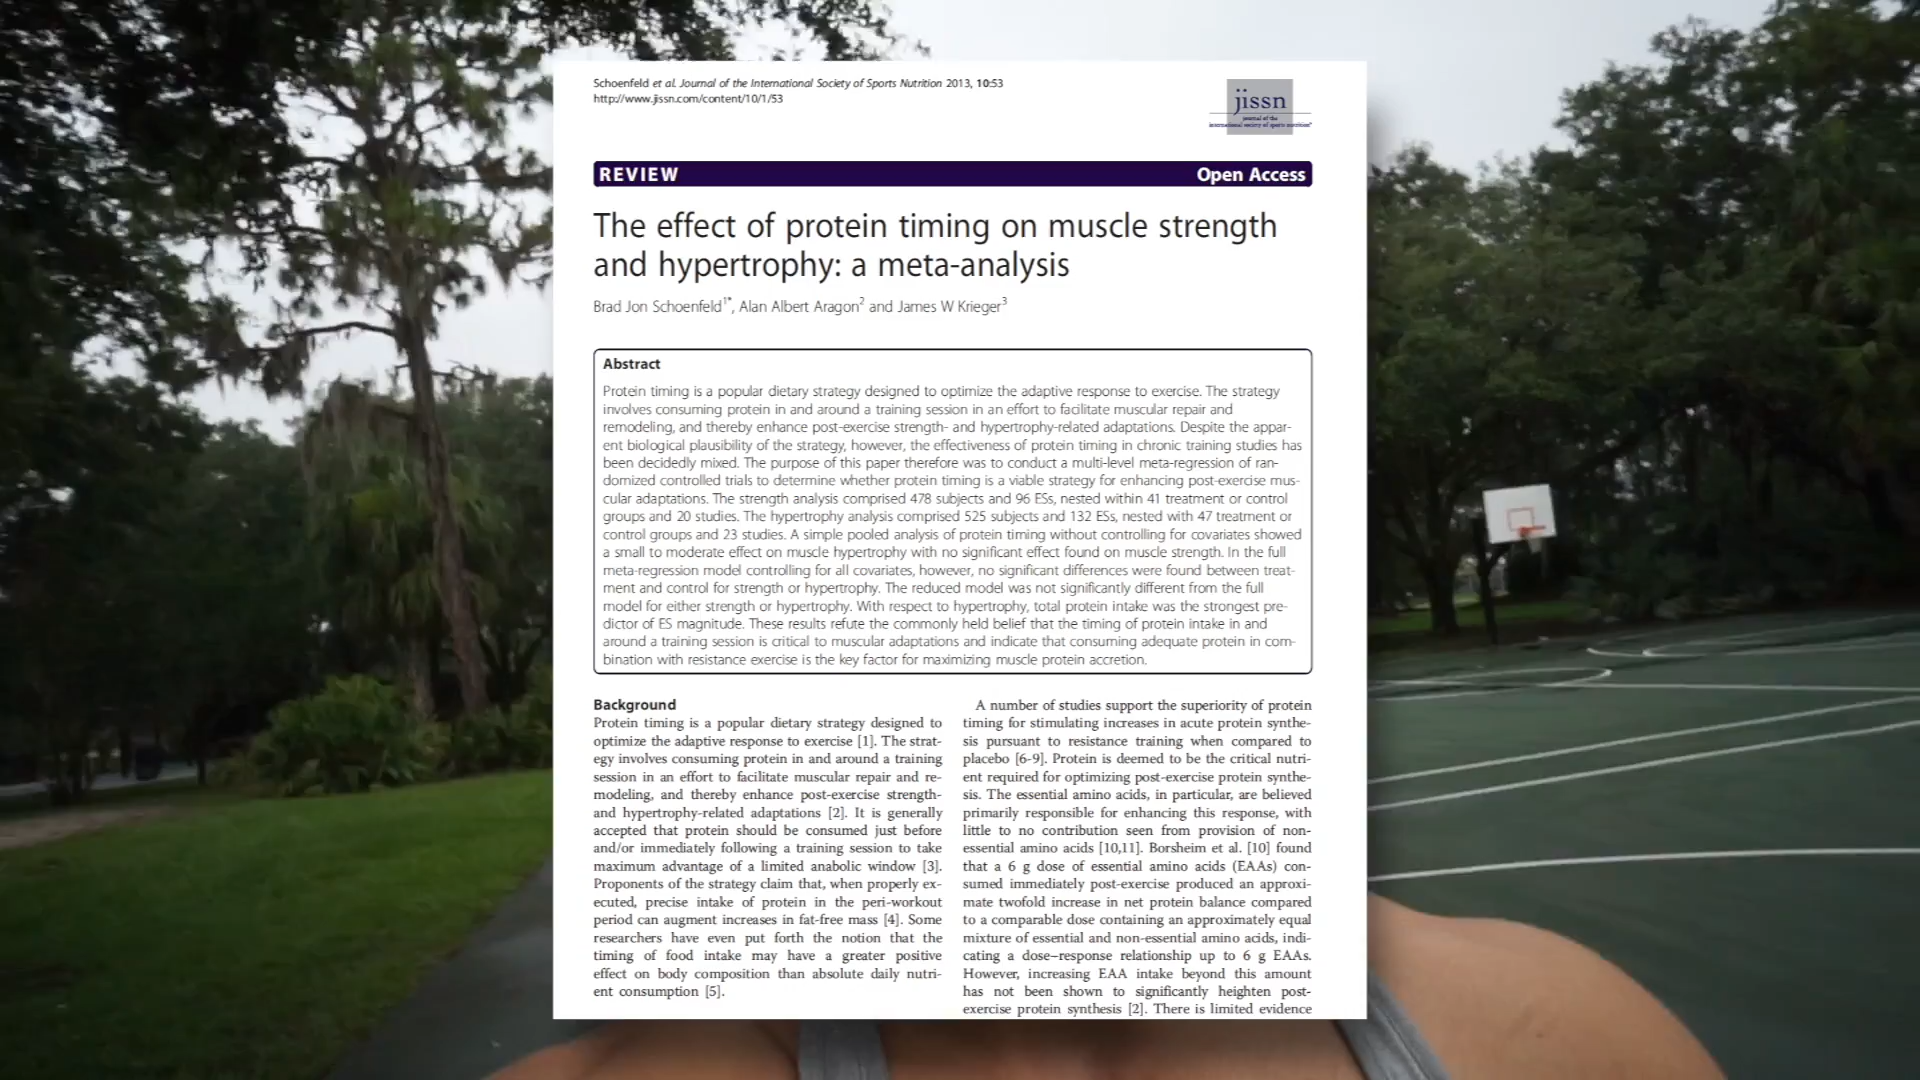 Schoenfeld et al. Journal of the International Society of Sports Nutrition 2013, 10:53
http://www.jissn.com/content/10/1/53
jissn
journal of the
international society of sports nutrition
REVIEW
Open Access
The effect of protein timing on muscle strength
and hypertrophy: a meta-analysis
Brad Jon Schoenfeld1*, Alan Albert Aragon2 and James W Krieger3
Abstract
Protein timing is a popular dietary strategy designed to optimize the adaptive response to exercise. The strategy
involves consuming protein in and around a training session in an effort to facilitate muscular repair and
remodeling, and thereby enhance post-exercise strength- and hypertrophy-related adaptations. Despite the appar-
ent biological plausibility of the strategy, however, the effectiveness of protein timing in chronic training studies has
been decidedly mixed. The purpose of this paper therefore was to conduct a multi-level meta-regression of ran-
domized controlled trials to determine whether protein timing is a viable strategy for enhancing post-exercise mus-
cular adaptations. The strength analysis comprised 478 subjects and 96 ESs, nested within 41 treatment or control
groups and 20 studies. The hypertrophy analysis comprised 525 subjects and 132 ESs, nested with 47 treatment or
control groups and 23 studies. A simple pooled analysis of protein timing without controlling for covariates showed
a small to moderate effect on muscle hypertrophy with no significant effect found on muscle strength. In the full
meta-regression model controlling for all covariates, however, no significant differences were found between treat-
ment and control for strength or hypertrophy. The reduced model was not significantly different from the full
model for either strength or hypertrophy. With respect to hypertrophy, total protein intake was the strongest pre-
dictor of ES magnitude. These results refute the commonly held belief that the timing of protein intake in and
around a training session is critical to muscular adaptations and indicate that consuming adequate protein in com-
bination with resistance exercise is the key factor for maximizing muscle protein accretion.
Background
Protein timing is a popular dietary strategy designed to
optimize the adaptive response to exercise [1]. The strat-
egy involves consuming protein in and around a training
session in an effort to facilitate muscular repair and re-
modeling, and thereby enhance post-exercise strength-
and hypertrophy-related adaptations [2]. It is generally
accepted that protein should be consumed just before
and/or immediately following a training session to take
maximum advantage of a limited anabolic window [3].
Proponents of the strategy claim that, when properly ex-
ecuted, precise intake of protein in the peri-workout
period can augment increases in fat-free mass [4]. Some
researchers have even put forth the notion that the
timing of food intake may have a greater positive
effect on body composition than absolute daily nutri-
ent consumption [5].
A number of studies support the superiority of protein
timing for stimulating increases in acute protein synthe-
sis pursuant to resistance training when compared to
placebo [6-9]. Protein is deemed to be the critical nutri-
ent required for optimizing post-exercise protein synthe-
sis. The essential amino acids, in particular, are believed
primarily responsible for enhancing this response, with
little to no contribution seen from provision of non-
essential amino acids [10,11]. Borsheim et al. [10] found
that a 6 g dose of essential amino acids (EAAs) con-
sumed immediately post-exercise produced an approxi-
mate twofold increase in net protein balance compared
to a comparable dose containing an approximately equal
mixture of essential and non-essential amino acids, indi-
cating a dose–response relationship up to 6 g EAAs.
However, increasing EAA intake beyond this amount
has not been shown to significantly heighten post-
exercise protein synthesis [2]. There is limited evidence